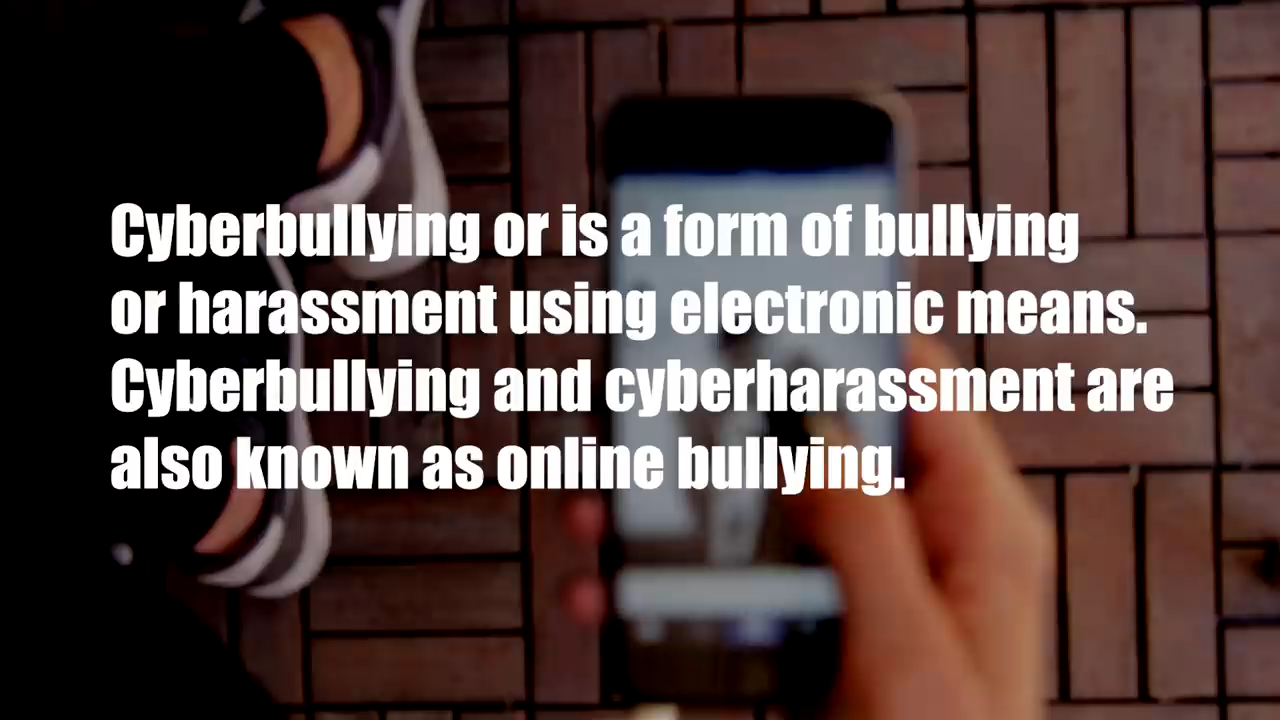 Cyberbullying or is a form of bullying
or harassment using electronic means.
Cyberbullying and cyberharassment are
also known as online bullying.